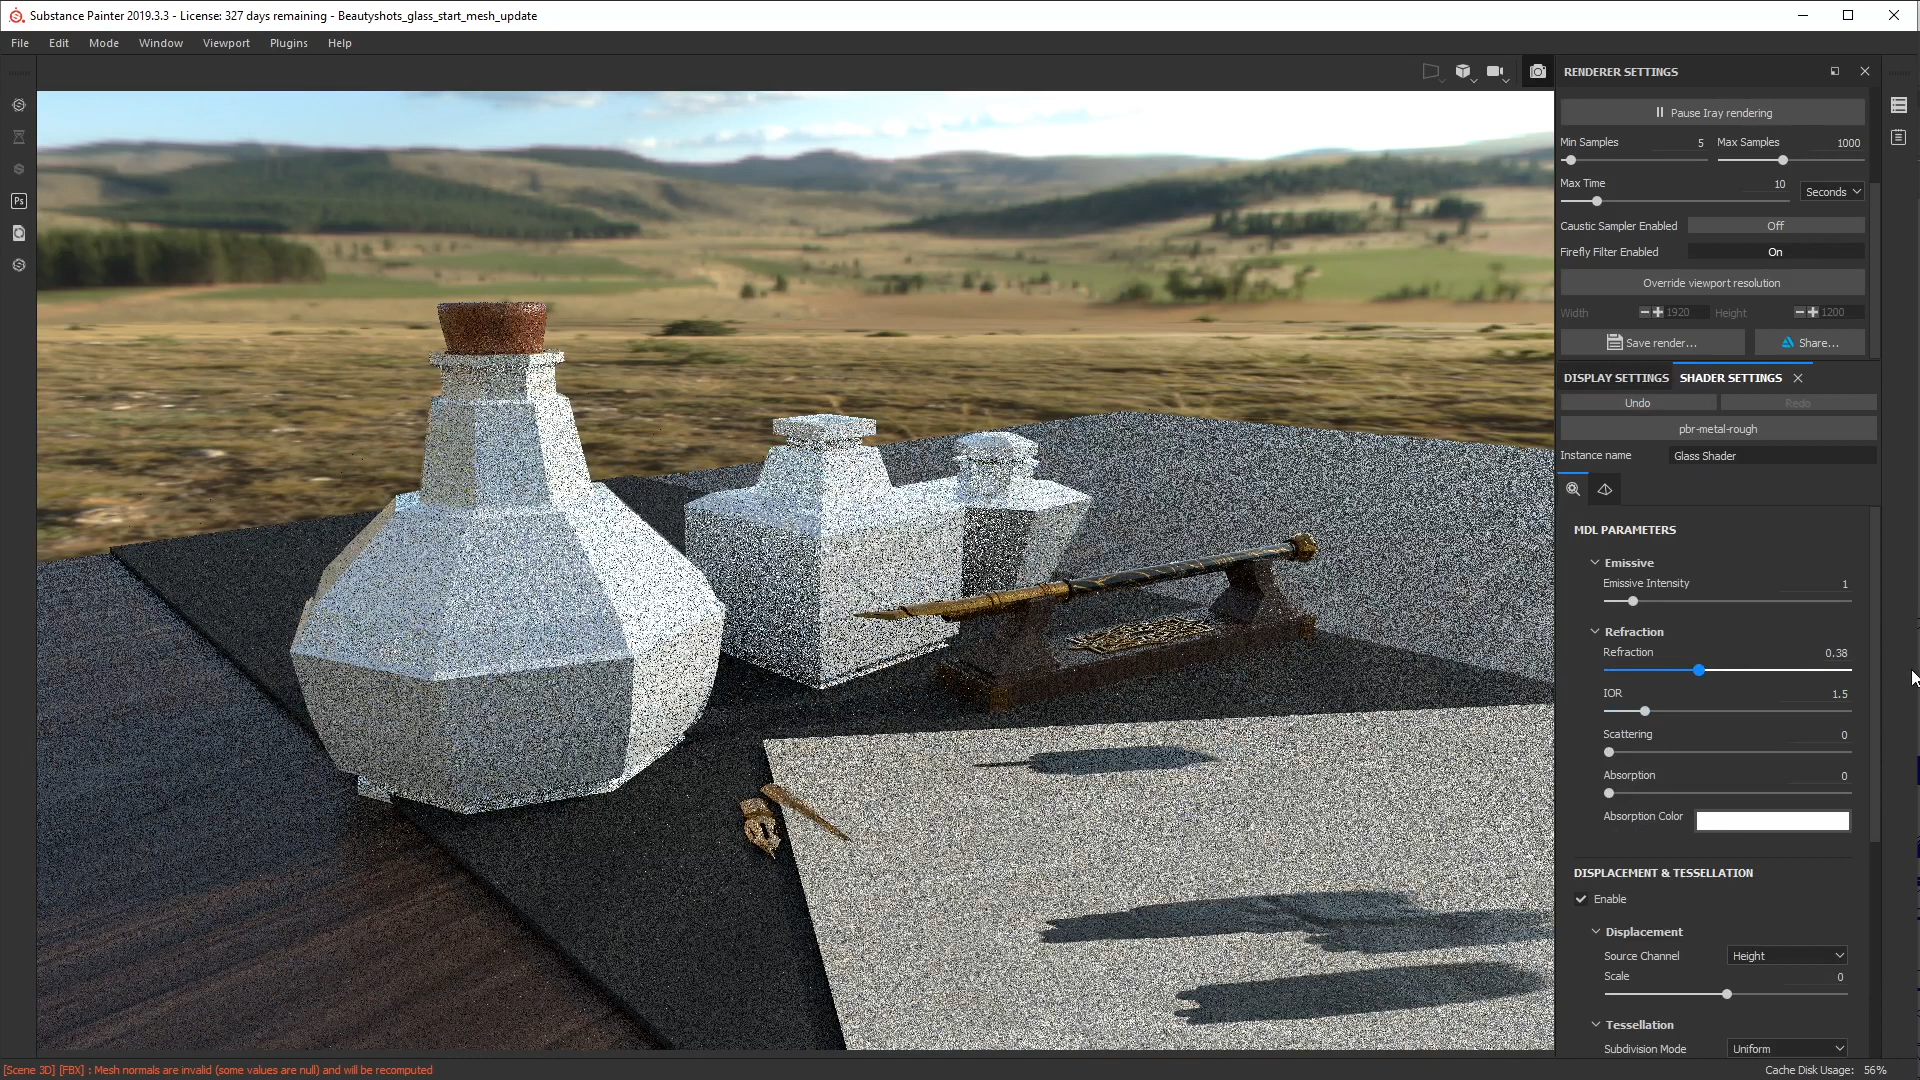 Substance Painter 2019.3.3 - License: 327 days remaining - Beautyshots_glass_start_mesh_update
File Edit Mode Window Viewport Plugins Help
RENDERER SETTINGS
Pause Iray rendering
Min Samples 5 Max Samples 1000
Max Time 10 Seconds
Caustic Sampler Enabled Off
Firefly Filter Enabled On
Override viewport resolution
Width 1920 Height 1200
Save render... Share...
DISPLAY SETTINGS SHADER SETTINGS
Undo Redo
pbr-metal-rough
Instance name Glass Shader
MDL PARAMETERS
Emissive
Emissive Intensity 1
Refraction
Refraction 0.38
IOR 1.5
Scattering 0
Absorption 0
Absorption Color
DISPLACEMENT & TESSELLATION
Enable
Displacement
Source Channel Height
Scale 0
Tessellation
Subdivision Mode Uniform
Ps
[Scene 3D] [FBX] : Mesh normals are invalid (some values are null) and will be recomputed
Cache Disk Usage: 56%